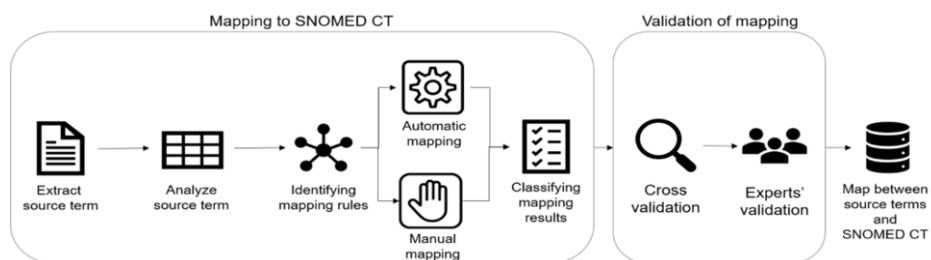 Mapping to SNOMED CT
Validation of mapping
Extract
source term
Analyze
source term
Identifying
mapping rules
Automatic
mapping
Manual
mapping
Classifying
mapping
results
Cross
validation
Experts'
validation
Map between
source terms
and
SNOMED CT